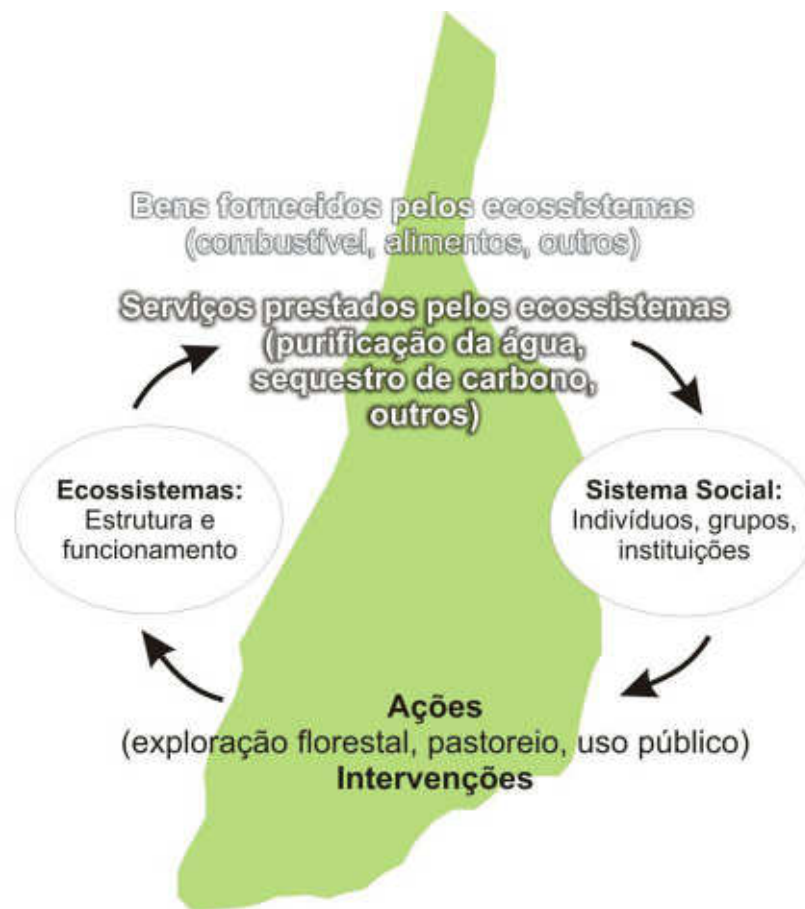 Bens fornecidos pelos ecossistemas
(combustível, alimentos, outros)
Serviços prestados pelos ecossistemas
(purificação da água,
sequestro de carbono,
outros)
Ecossistemas:
Estrutura e
funcionamento
Sistema Social:
Indivíduos, grupos,
instituições
Ações
(exploração florestal, pastoreio, uso público)
Intervenções